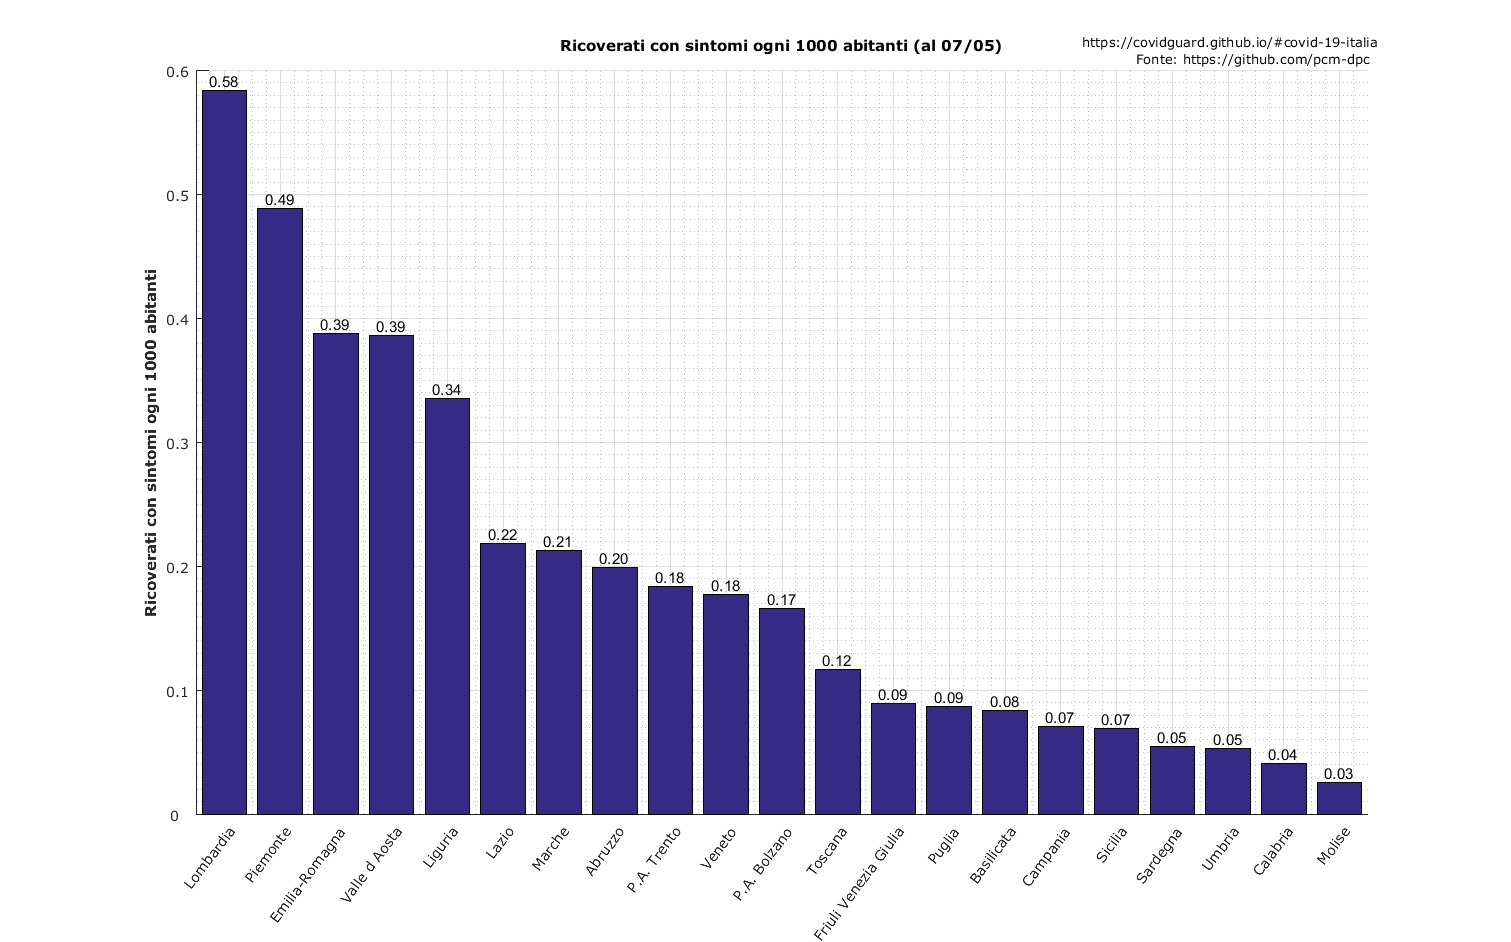 Ricoverati con sintomi ogni 1000 abitanti (al 07/05)
https://covidguard.github.io/#covid-19-italia
Fonte: https://github.com/pcm-dpc
Ricoverati con sintomi ogni 1000 abitanti
0.6
0.5
0.4
0.3
0.2
0.1
0
0.58
0.49
0.39
0.39
0.34
0.22
0.21
0.20
0.18
0.18
0.17
0.12
0.09
0.09
0.08
0.07
0.07
0.05
0.05
0.04
0.03
Lombardia
Piemonte
Emilia-Romagna
Valle d Aosta
Liguria
Lazio
Marche
Abruzzo
P.A. Trento
Veneto
P.A. Bolzano
Toscana
Friuli Venezia Giulia
Puglia
Basilicata
Campania
Sicilia
Sardegna
Umbria
Calabria
Molise